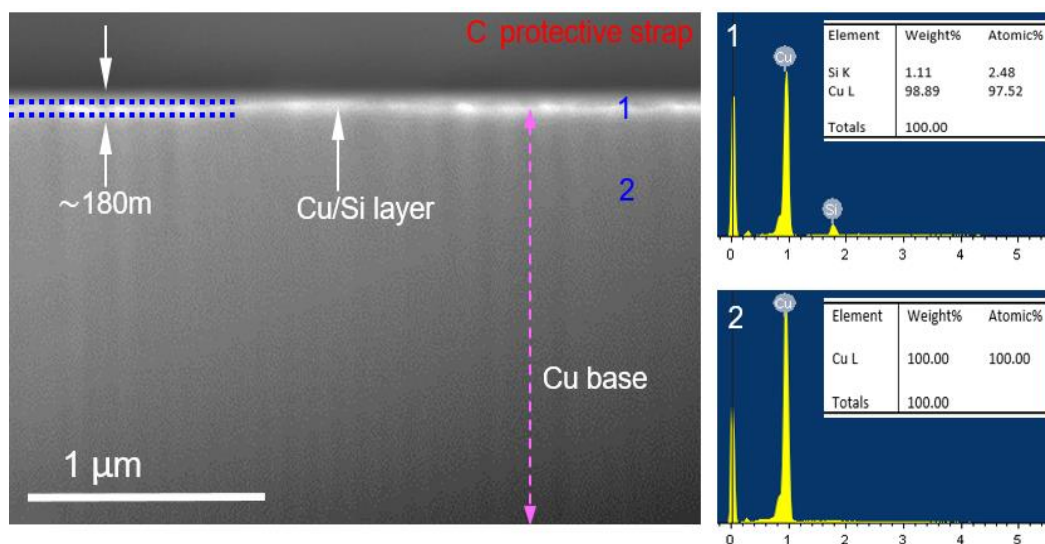 C protective strap
1
2
~180m
Cu/Si layer
Cu base
1 μm
1
Cu
Si
Element Weight% Atomic%
Si K 1.11 2.48
Cu L 98.89 97.52
Totals 100.00
0 1 2 3 4 5
2
Cu
Element Weight% Atomic%
Cu L 100.00 100.00
Totals 100.00
0 1 2 3 4 5